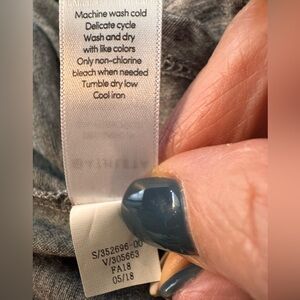 Machine wash cold
Delicate cycle
Wash and dry
with like colors
Only non-chlorine
bleach when needed
Tumble dry low
Cool iron
S/352696-00
V/305663
FA18
05/18